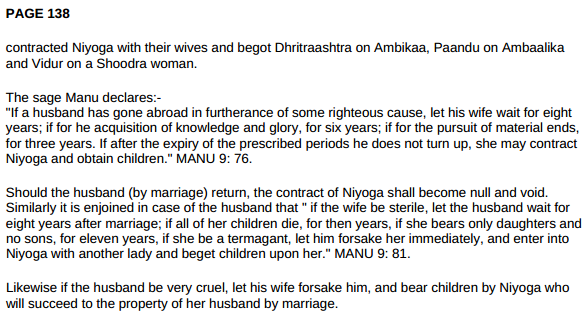 PAGE 138
contracted Niyoga with their wives and begot Dhritraashtra on Ambikaa, Paandu on Ambaalika
and Vidur on a Shoodra woman.
The sage Manu declares:-
"If a husband has gone abroad in furtherance of some righteous cause, let his wife wait for eight
years; if for he acquisition of knowledge and glory, for six years; if for the pursuit of material ends,
for three years. If after the expiry of the prescribed periods he does not turn up, she may contract
Niyoga and obtain children." MANU 9: 76.
Should the husband (by marriage) return, the contract of Niyoga shall become null and void.
Similarly it is enjoined in case of the husband that " if the wife be sterile, let the husband wait for
eight years after marriage; if all of her children die, for then years, if she bears only daughters and
no sons, for eleven years, if she be a termagant, let him forsake her immediately, and enter into
Niyoga with another lady and beget children upon her." MANU 9: 81.
Likewise if the husband be very cruel, let his wife forsake him, and bear children by Niyoga who
will succeed to the property of her husband by marriage.